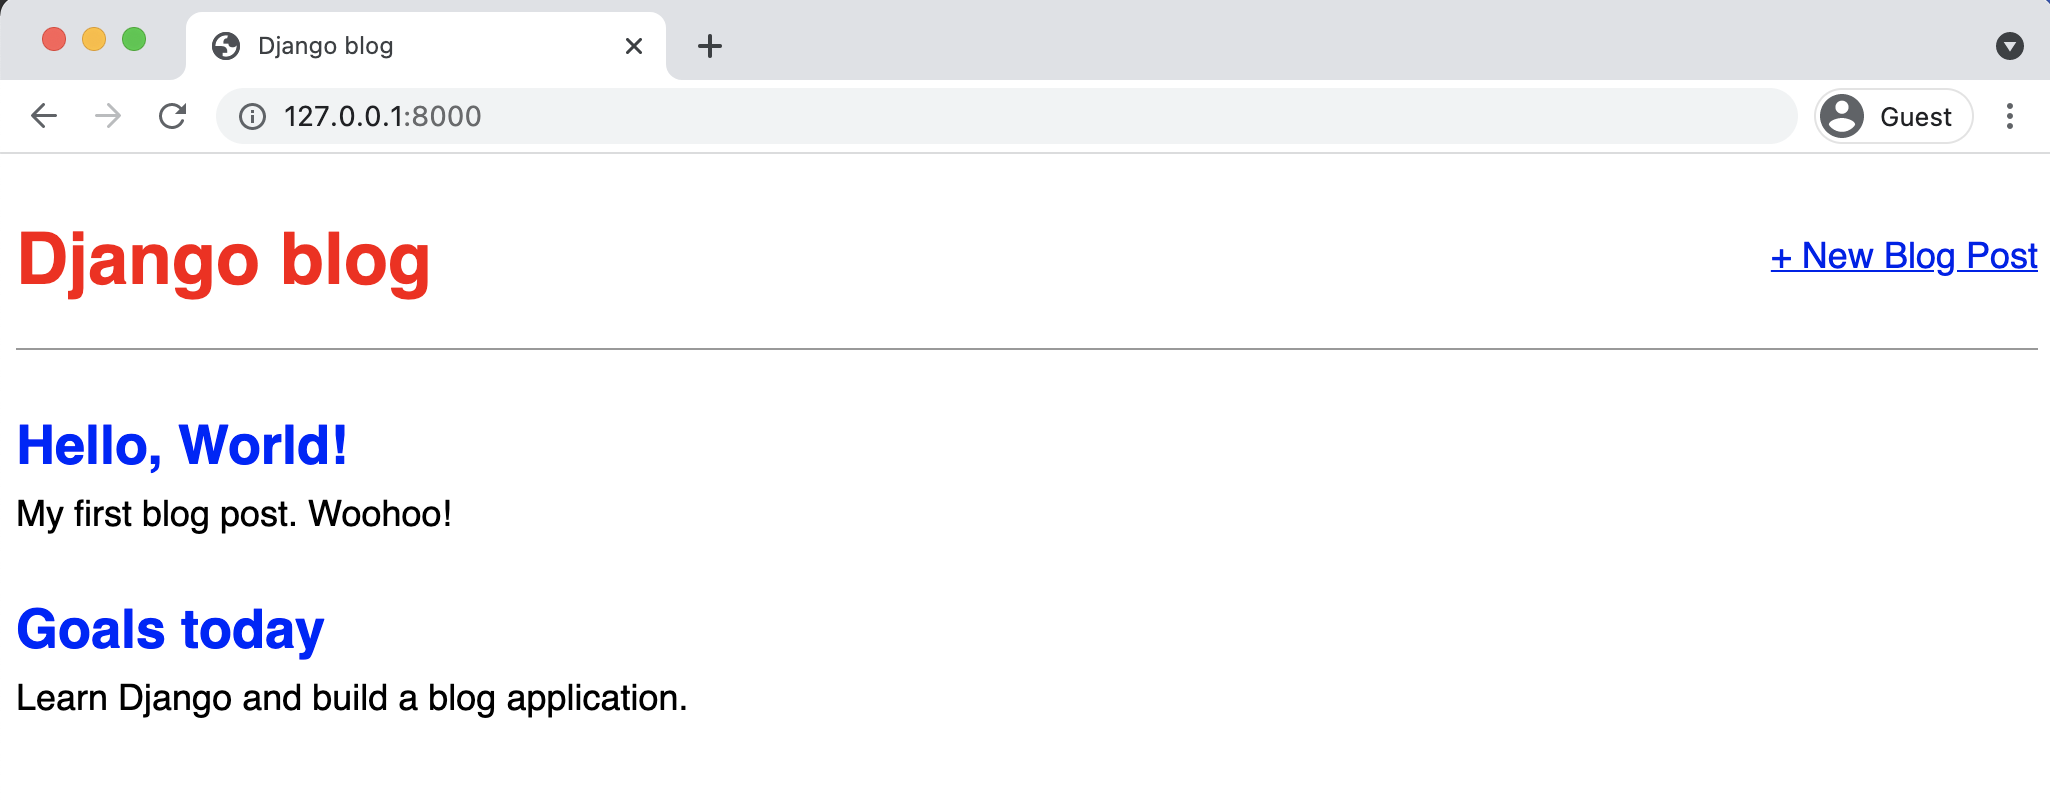 Django blog
127.0.0.1:8000
Guest
Django blog
+ New Blog Post
Hello, World!
My first blog post. Woohoo!
Goals today
Learn Django and build a blog application.